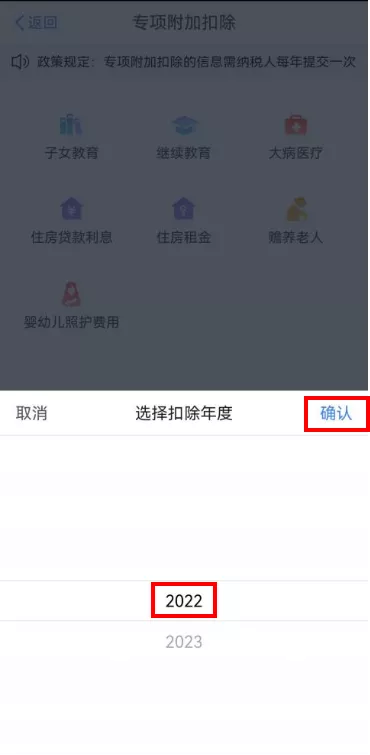 返回 专项附加扣除
政策规定：专项附加扣除的信息需纳税人每年提交一次
子女教育 继续教育 大病医疗
住房贷款利息 住房租金 赡养老人
婴幼儿照护费用
取消 选择扣除年度 确认
2022
2023